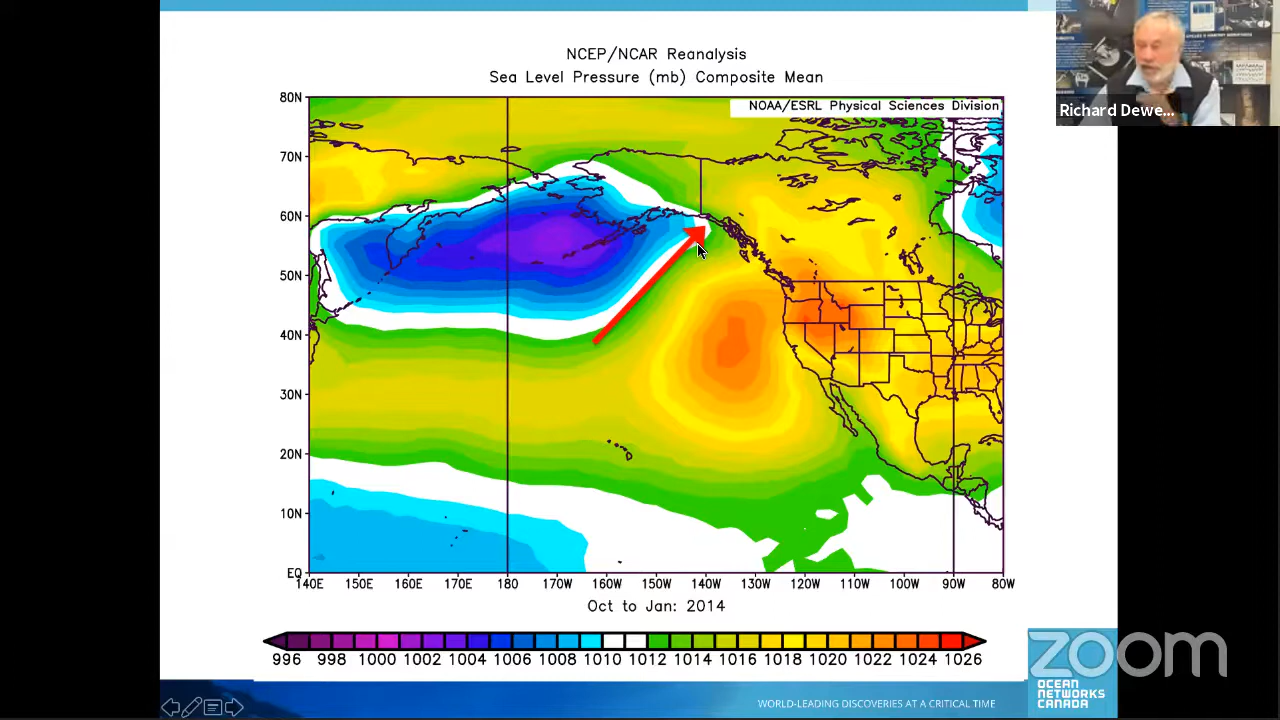 NCEP/NCAR Reanalysis
Sea Level Pressure (mb) Composite Mean
NOAA/ESRL Physical Sciences Division
80N
70N
60N
50N
40N
30N
20N
10N
EQ
140E 150E 160E 170E 180 170W 160W 150W 140W 130W 120W 110W 100W 90W 80W
Oct to Jan: 2014
996 998 1000 1002 1004 1006 1008 1010 1012 1014 1016 1018 1020 1022 1024 1026
WORLD-LEADING DISCOVERIES AT A CRITICAL TIME
OCEAN
NETWORKS
CANADA
zoom
Richard Dewe...